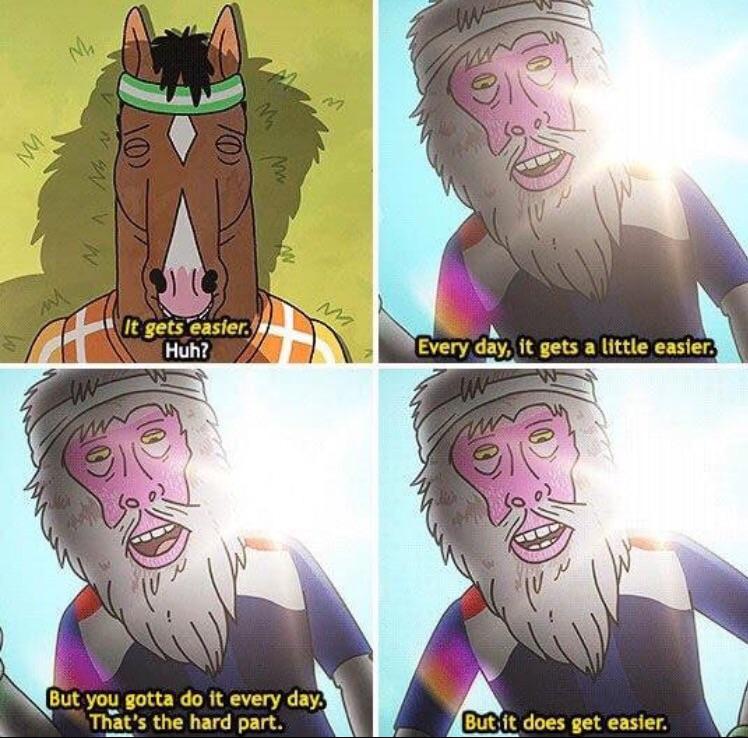 It gets easier.
Huh?
Every day, it gets a little easier.
But you gotta do it every day.
That's the hard part.
But it does get easier.